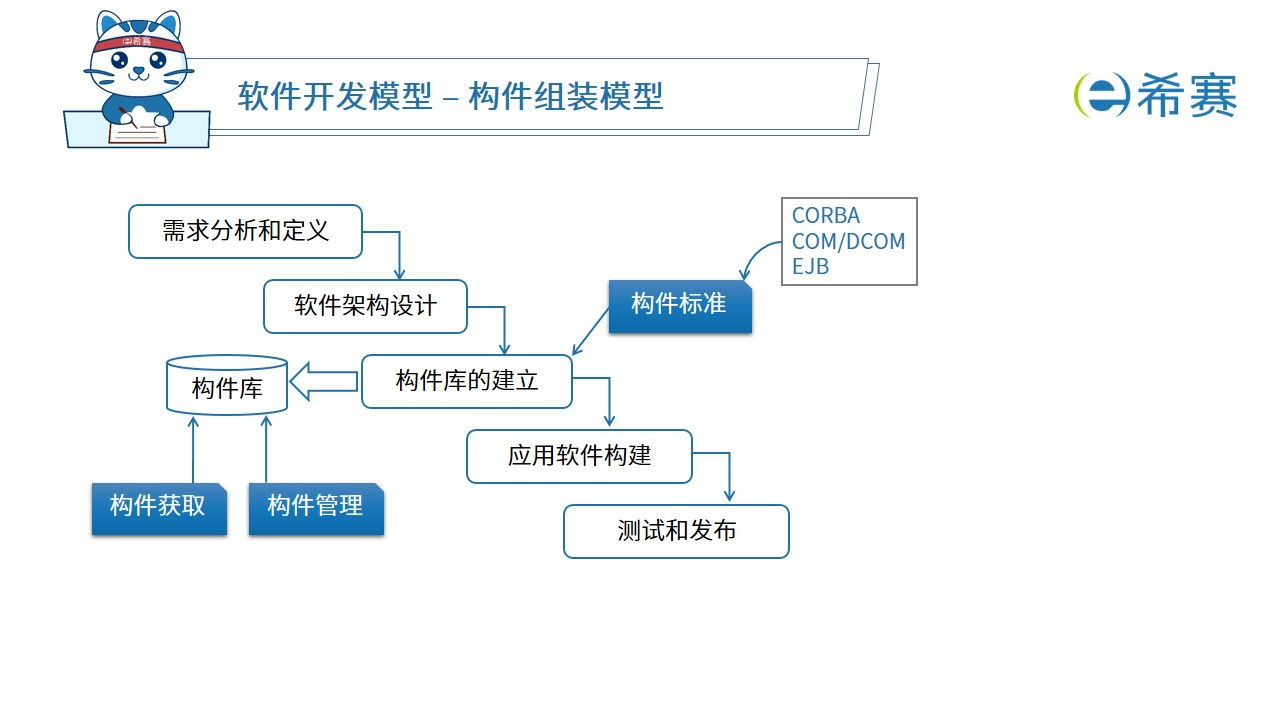 希赛
软件开发模型 – 构件组装模型
希赛
需求分析和定义
CORBA
COM/DCOM
EJB
软件架构设计
构件标准
构件库
构件库的建立
应用软件构建
构件获取
构件管理
测试和发布